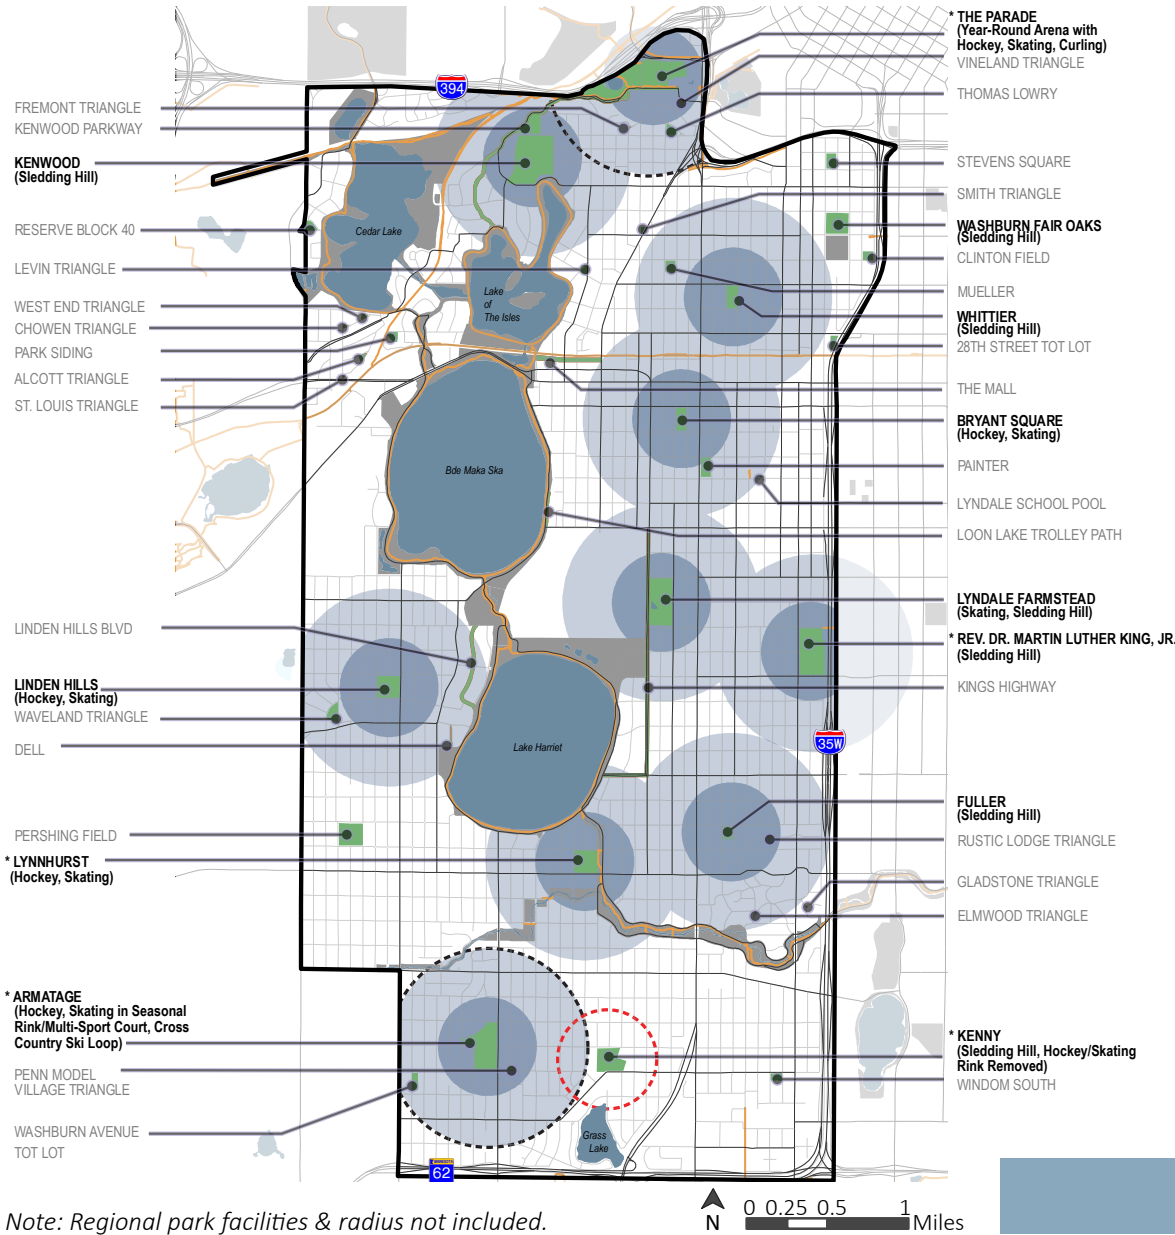 * THE PARADE
(Year-Round Arena with
Hockey, Skating, Curling)
VINELAND TRIANGLE
THOMAS LOWRY
STEVENS SQUARE
SMITH TRIANGLE
WASHBURN FAIR OAKS
(Sledding Hill)
CLINTON FIELD
MUELLER
WHITTIER
(Sledding Hill)
28TH STREET TOT LOT
THE MALL
BRYANT SQUARE
(Hockey, Skating)
PAINTER
LYNDALE SCHOOL POOL
LOON LAKE TROLLEY PATH
LYNDALE FARMSTEAD
(Skating, Sledding Hill)
* REV. DR. MARTIN LUTHER KING, JR.
(Sledding Hill)
KINGS HIGHWAY
FULLER
(Sledding Hill)
RUSTIC LODGE TRIANGLE
GLADSTONE TRIANGLE
ELMWOOD TRIANGLE
* KENNY
(Sledding Hill, Hockey/Skating
Rink Removed)
WINDOM SOUTH
FREMONT TRIANGLE
KENWOOD PARKWAY
KENWOOD
(Sledding Hill)
RESERVE BLOCK 40
LEVIN TRIANGLE
WEST END TRIANGLE
CHOWEN TRIANGLE
PARK SIDING
ALCOTT TRIANGLE
ST. LOUIS TRIANGLE
LINDEN HILLS BLVD
LINDEN HILLS
(Hockey, Skating)
WAVELAND TRIANGLE
DELL
PERSHING FIELD
* LYNNHURST
(Hockey, Skating)
* ARMATAGE
(Hockey, Skating in Seasonal
Rink/Multi-Sport Court, Cross
Country Ski Loop)
PENN MODEL
VILLAGE TRIANGLE
WASHBURN AVENUE
TOT LOT
394
Cedar Lake
Lake
of
The Isles
Bde Maka Ska
Lake Harriet
35W
Grass
Lake
MINNESOTA
62
Note: Regional park facilities & radius not included.
N
0 0.25 0.5 1
Miles